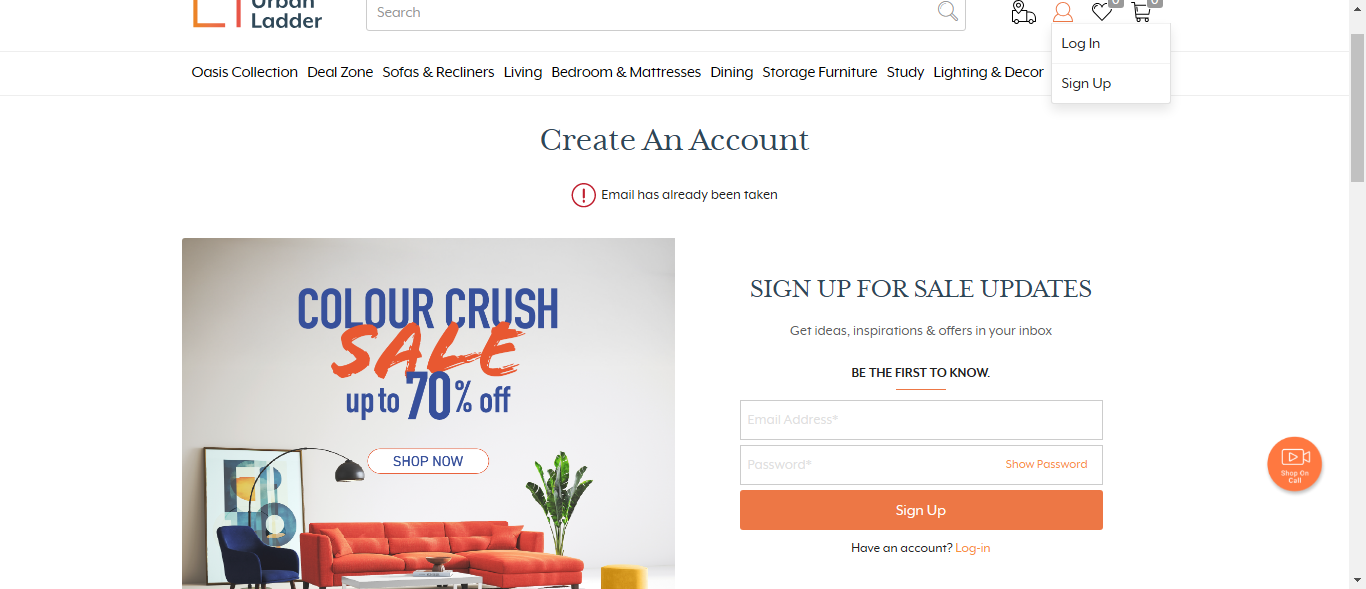 Urban
Ladder
Search
0
0
Log In
Sign Up
Oasis Collection Deal Zone Sofas & Recliners Living Bedroom & Mattresses Dining Storage Furniture Study Lighting & Decor
Create An Account
Email has already been taken
COLOUR CRUSH
SALE
up to 70% off
SHOP NOW
SIGN UP FOR SALE UPDATES
Get ideas, inspirations & offers in your inbox
BE THE FIRST TO KNOW.
Email Address*
Password*
Show Password
Sign Up
Have an account? Log-in
Shop On
Call